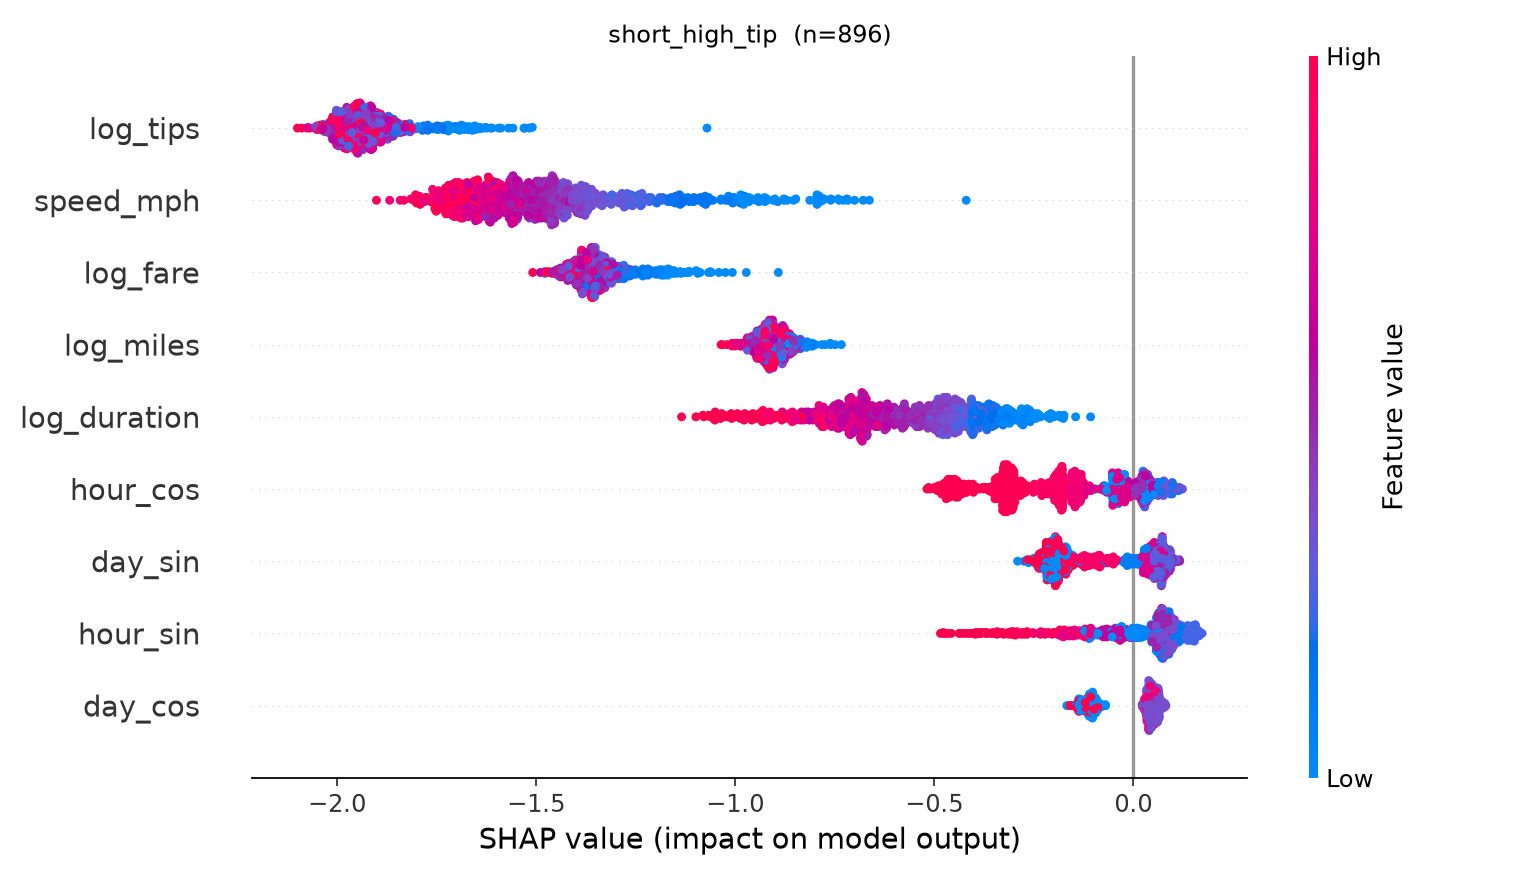 short_high_tip (n=896)
High
log_tips
speed_mph
log_fare
log_miles
log_duration
hour_cos
day_sin
hour_sin
day_cos
Feature value
Low
−2.0 −1.5 −1.0 −0.5 0.0
SHAP value (impact on model output)